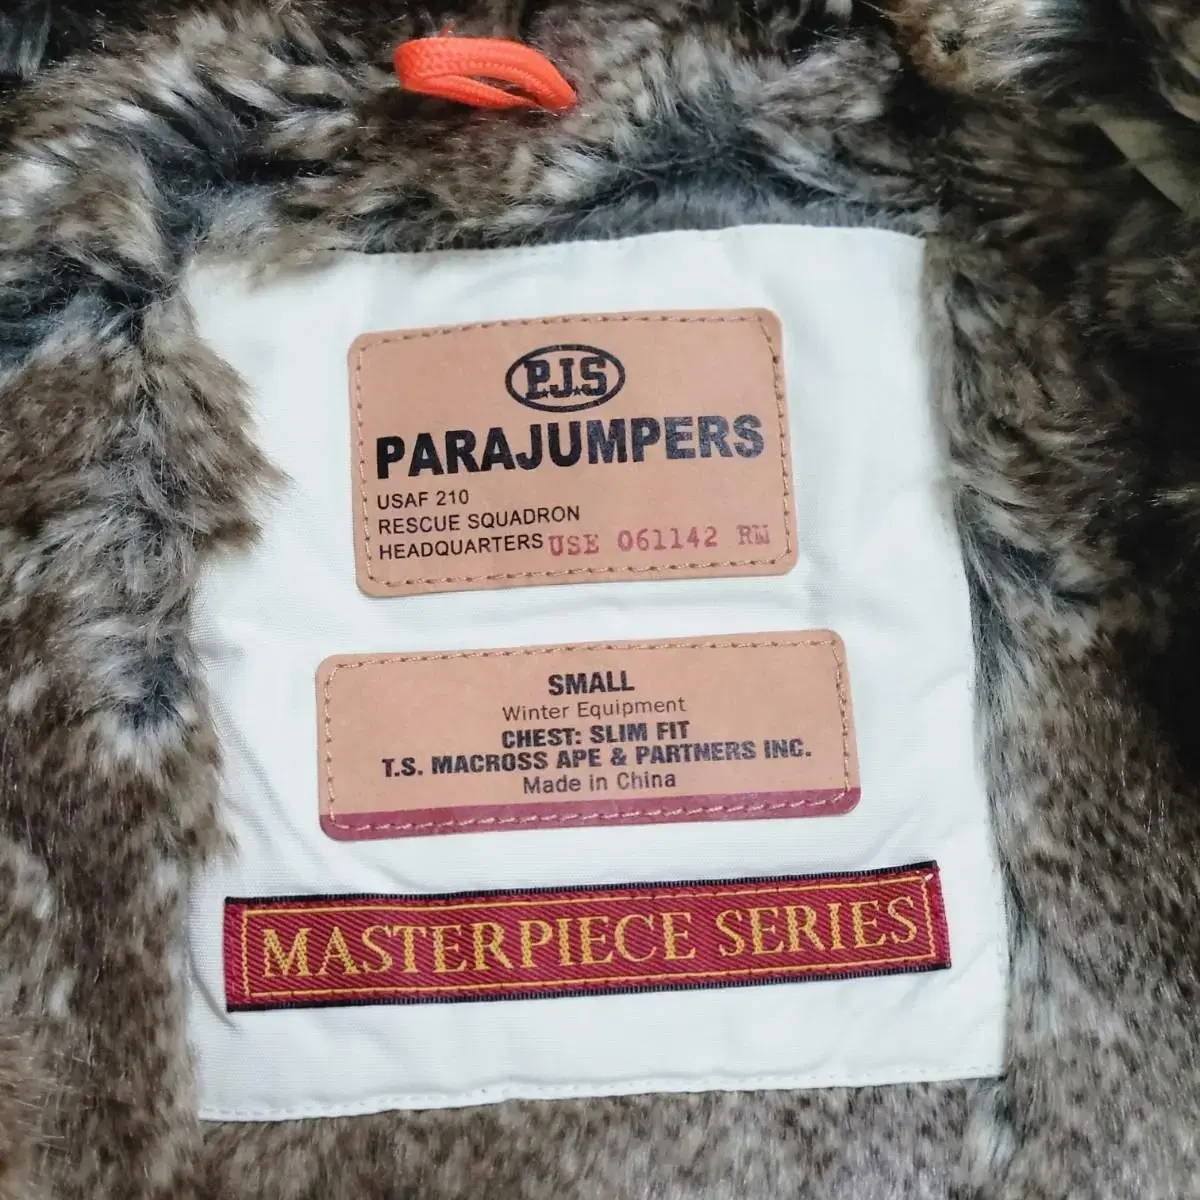 P.J.S
PARAJUMPERS
USAF 210
RESCUE SQUADRON
HEADQUARTERS USE 061142 RW
SMALL
Winter Equipment
CHEST: SLIM FIT
T.S. MACROSS APE & PARTNERS INC.
Made in China
MASTERPIECE SERIES